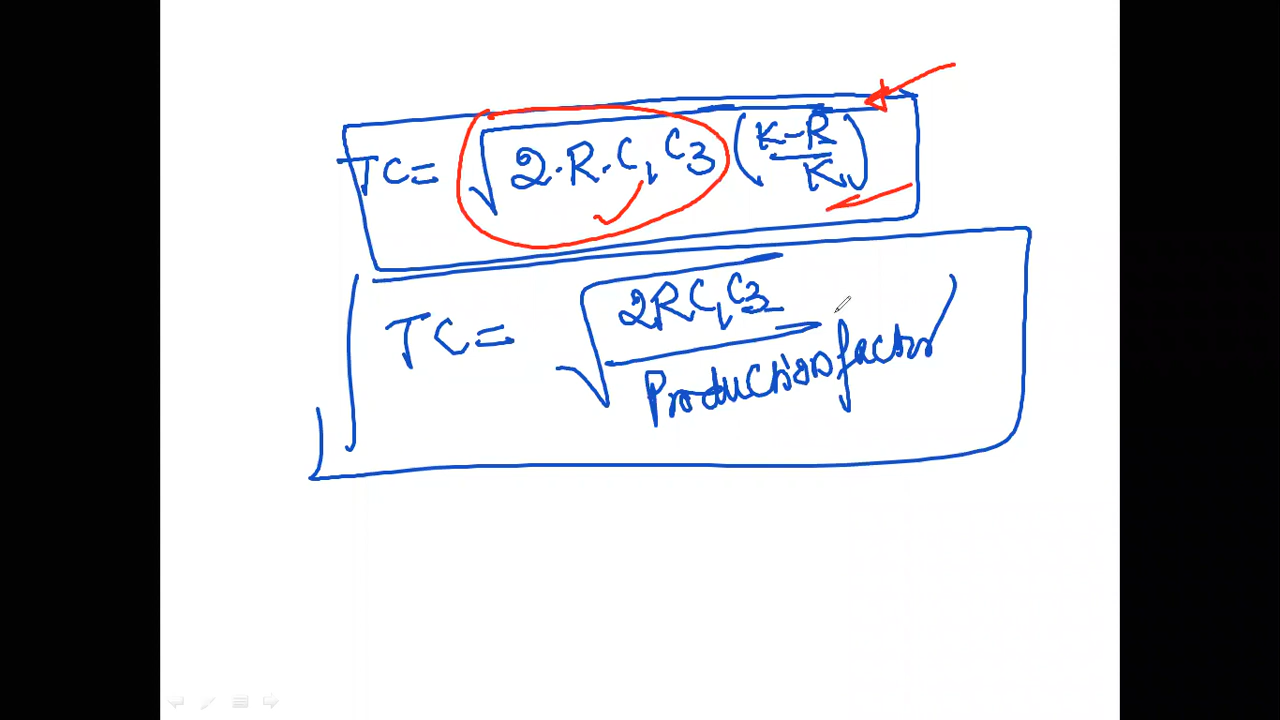 TC = √2·R·C₁C₃ (K-R/K)
TC = √2RC₁C₃/Production factor